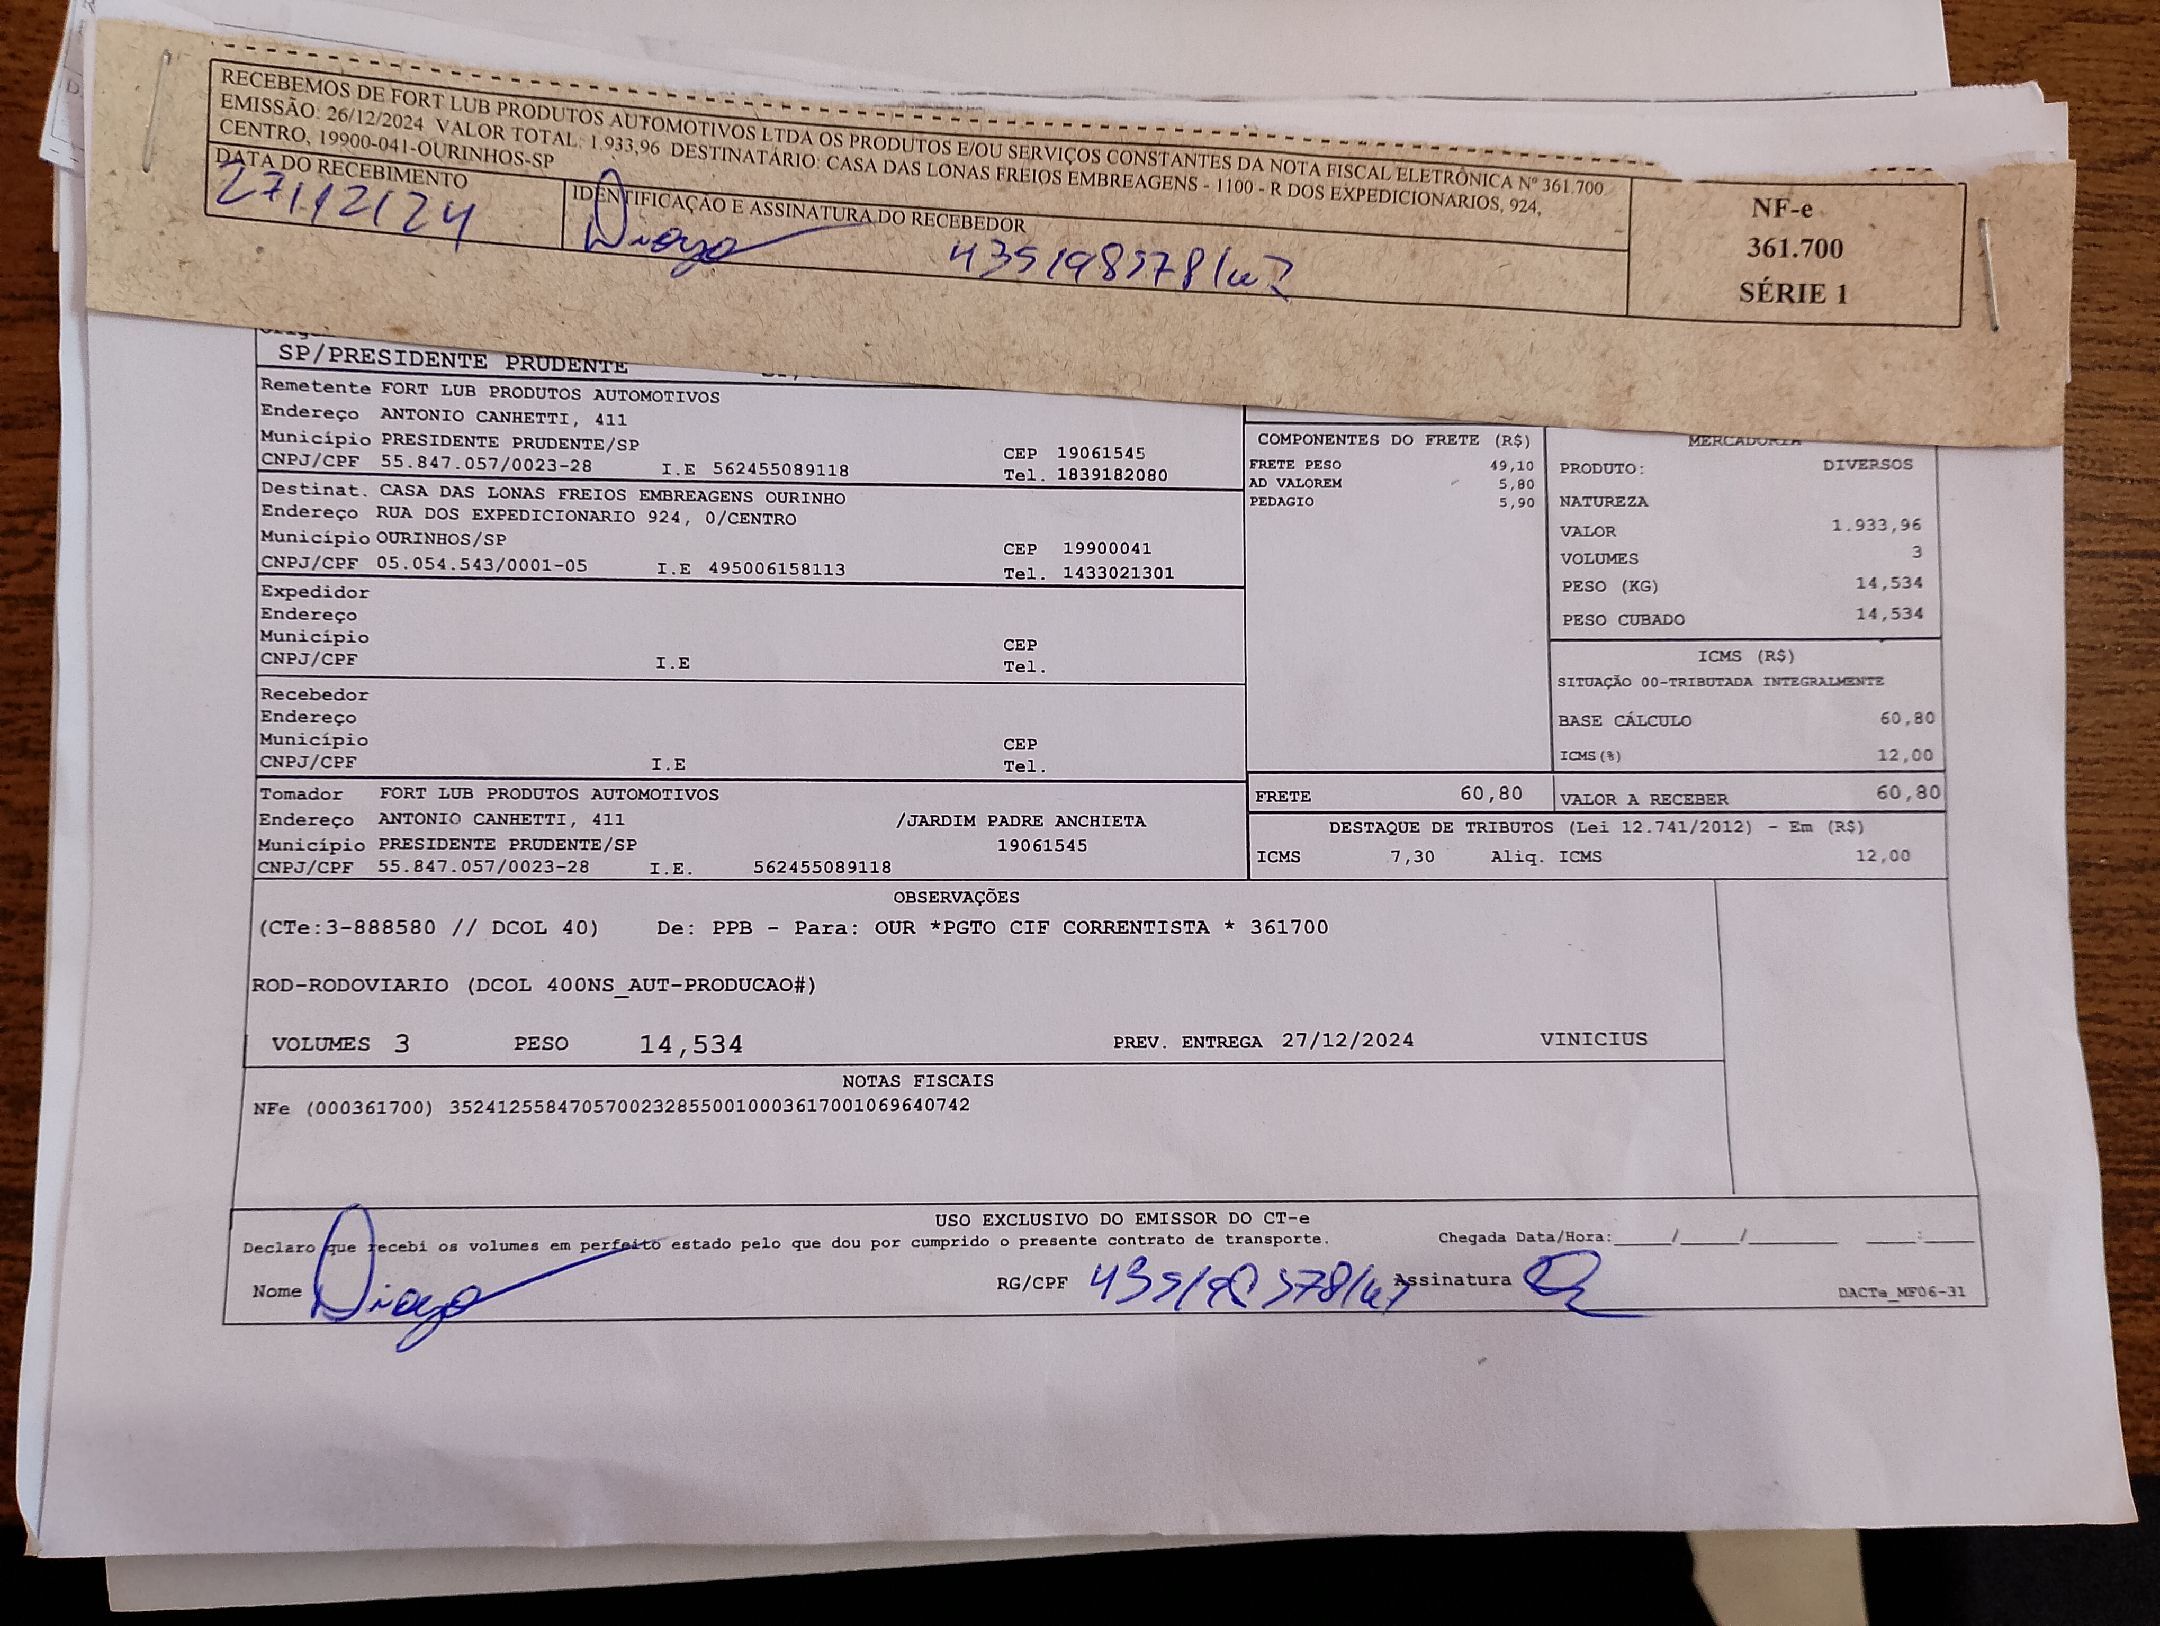 RECEBEMOS DE FORT LUB PRODUTOS AUTOMOTIVOS LTDA OS PRODUTOS E/OU SERVIÇOS CONSTANTES DA NOTA FISCAL ELETRÔNICA Nº 361.700
EMISSÃO: 26/12/2024 VALOR TOTAL: 1.933,96 DESTINATÁRIO: CASA DAS LONAS FREIOS EMBREAGENS - 1100 - R DOS EXPEDICIONARIOS, 924,
CENTRO, 19900-041-OURINHOS-SP
DATA DO RECEBIMENTO
27/12/24
IDENTIFICAÇÃO E ASSINATURA DO RECEBEDOR
Diogo
NF-e
361.700
SÉRIE 1
SP/PRESIDENTE PRUDENTE
Remetente FORT LUB PRODUTOS AUTOMOTIVOS
Endereço ANTONIO CANHETTI, 411
Município PRESIDENTE PRUDENTE/SP CEP 19061545
CNPJ/CPF 55.847.057/0023-28 I.E 562455089118 Tel. 1839182080
Destinat. CASA DAS LONAS FREIOS EMBREAGENS OURINHO
Endereço RUA DOS EXPEDICIONARIO 924, 0/CENTRO
Município OURINHOS/SP CEP 19900041
CNPJ/CPF 05.054.543/0001-05 I.E 495006158113 Tel. 1433021301
Expedidor
Endereço
Município CEP
CNPJ/CPF I.E Tel.
Recebedor
Endereço
Município CEP
CNPJ/CPF I.E Tel.
Tomador FORT LUB PRODUTOS AUTOMOTIVOS
Endereço ANTONIO CANHETTI, 411 /JARDIM PADRE ANCHIETA
Município PRESIDENTE PRUDENTE/SP 19061545
CNPJ/CPF 55.847.057/0023-28 I.E. 562455089118
COMPONENTES DO FRETE (R$)
FRETE PESO 49,10
AD VALOREM 5,80
PEDAGIO 5,90
MERCADORIA
PRODUTO: DIVERSOS
NATUREZA
VALOR 1.933,96
VOLUMES 3
PESO (KG) 14,534
PESO CUBADO 14,534
ICMS (R$)
SITUAÇÃO 00-TRIBUTADA INTEGRALMENTE
BASE CÁLCULO 60,80
ICMS(%) 12,00
FRETE 60,80 VALOR A RECEBER 60,80
DESTAQUE DE TRIBUTOS (Lei 12.741/2012) - Em (R$)
ICMS 7,30 Aliq. ICMS 12,00
OBSERVAÇÕES
(CTe:3-888580 // DCOL 40) De: PPB - Para: OUR *PGTO CIF CORRENTISTA * 361700
ROD-RODOVIARIO (DCOL 400NS_AUT-PRODUCAO#)
VOLUMES 3 PESO 14,534 PREV. ENTREGA 27/12/2024 VINICIUS
NOTAS FISCAIS
NFe (000361700) 35241255847057002328550010003617001069640742
USO EXCLUSIVO DO EMISSOR DO CT-e
Declaro que recebi os volumes em perfeito estado pelo que dou por cumprido o presente contrato de transporte. Chegada Data/Hora:____/____/______ ____:____
Nome Diogo RG/CPF Assinatura
DACTe_MF06-31